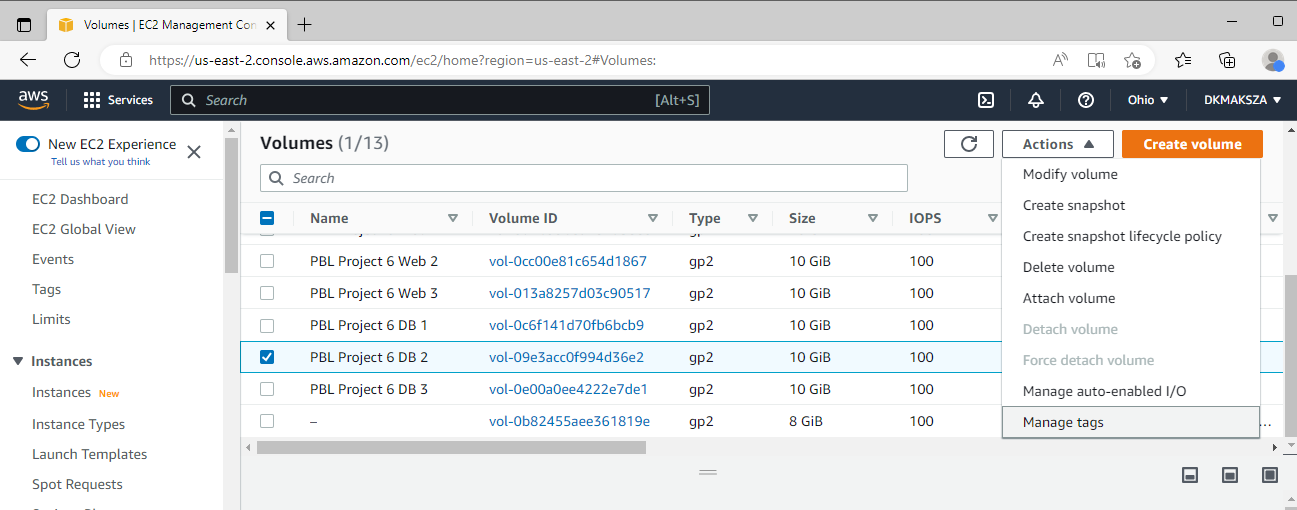 Volumes | EC2 Management Con
https://us-east-2.console.aws.amazon.com/ec2/home?region=us-east-2#Volumes:
aws Services Search [Alt+S] Ohio DKMAKSZA
New EC2 Experience
Tell us what you think
EC2 Dashboard
EC2 Global View
Events
Tags
Limits
Instances
Instances New
Instance Types
Launch Templates
Spot Requests
Volumes (1/13)
Actions
Create volume
Search
Name Volume ID Type Size IOPS
PBL Project 6 Web 2 vol-0cc00e81c654d1867 gp2 10 GiB 100
PBL Project 6 Web 3 vol-013a8257d03c90517 gp2 10 GiB 100
PBL Project 6 DB 1 vol-0c6f141d70fb6bcb9 gp2 10 GiB 100
PBL Project 6 DB 2 vol-09e3acc0f994d36e2 gp2 10 GiB 100
PBL Project 6 DB 3 vol-0e00a0ee4222e7de1 gp2 10 GiB 100
– vol-0b82455aee361819e gp2 8 GiB 100 ...
Modify volume
Create snapshot
Create snapshot lifecycle policy
Delete volume
Attach volume
Detach volume
Force detach volume
Manage auto-enabled I/O
Manage tags